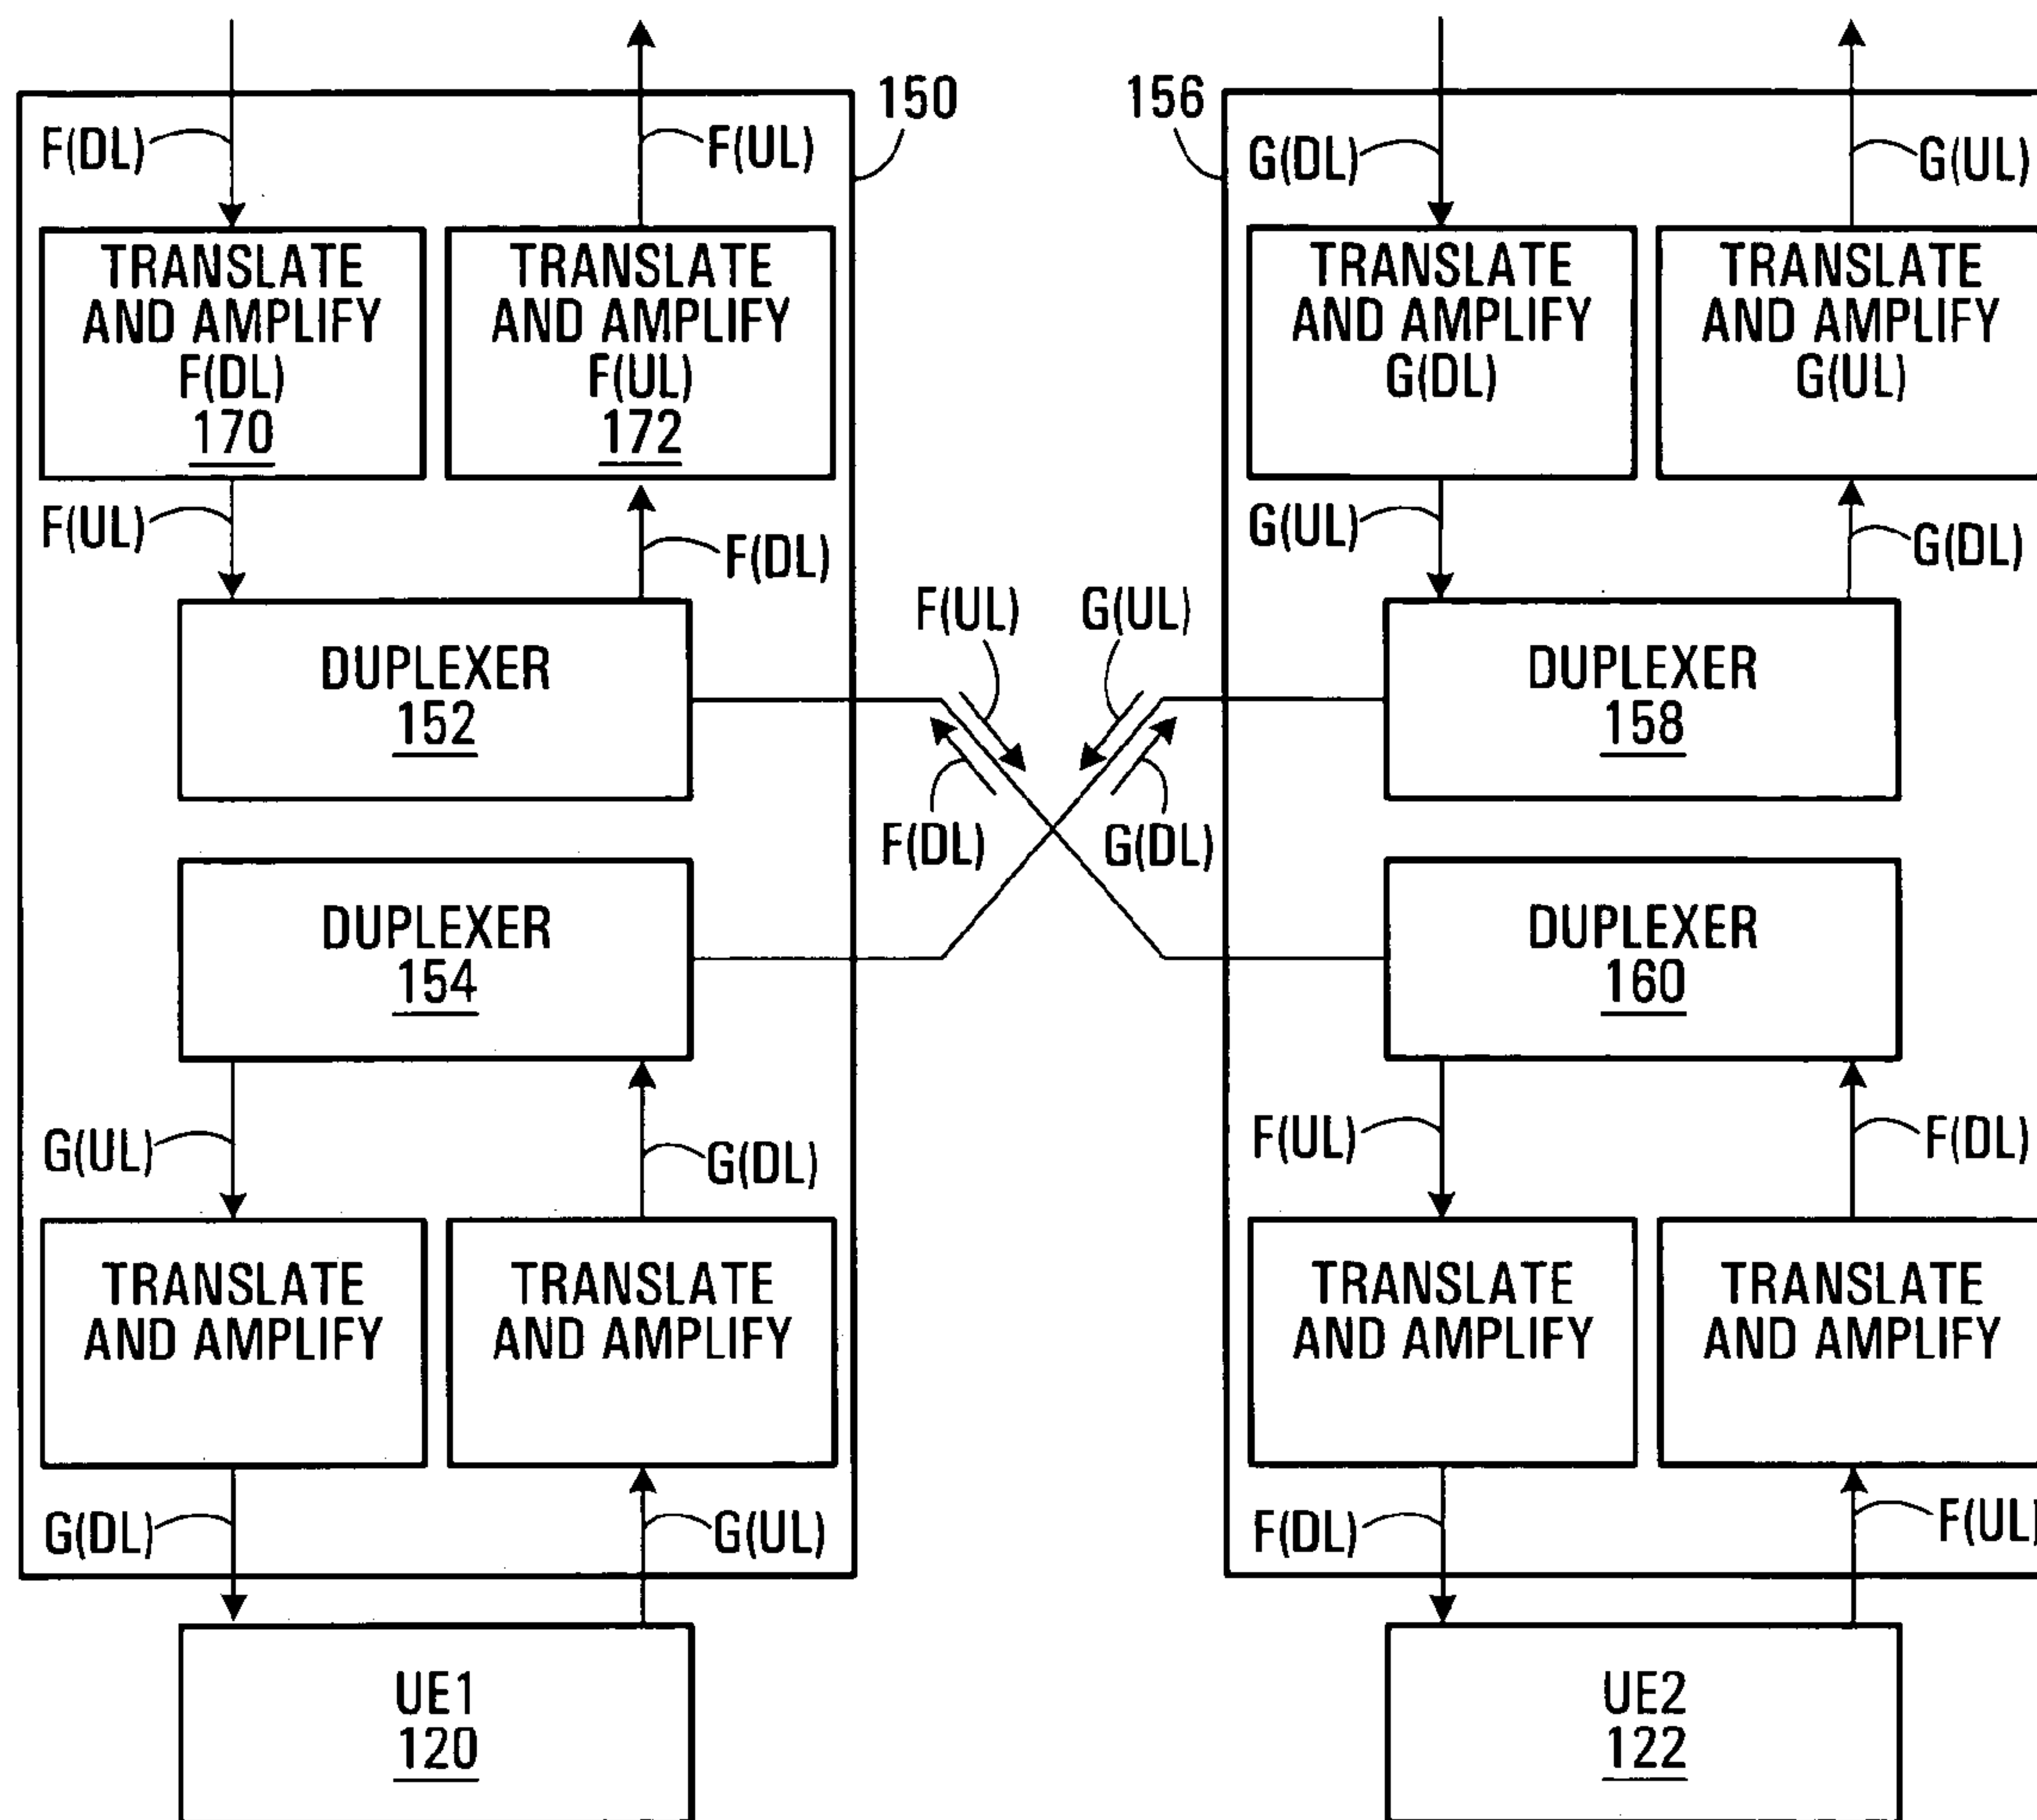 150
156
F(DL)
F(UL)
G(DL)
G(UL)
TRANSLATE
AND AMPLIFY
F(DL)
170
TRANSLATE
AND AMPLIFY
F(UL)
172
TRANSLATE
AND AMPLIFY
G(DL)
TRANSLATE
AND AMPLIFY
G(UL)
F(UL)
F(DL)
G(UL)
G(DL)
F(UL)
G(UL)
DUPLEXER
152
DUPLEXER
158
F(DL)
G(DL)
DUPLEXER
154
DUPLEXER
160
G(UL)
G(DL)
F(UL)
F(DL)
TRANSLATE
AND AMPLIFY
TRANSLATE
AND AMPLIFY
TRANSLATE
AND AMPLIFY
TRANSLATE
AND AMPLIFY
G(DL)
G(UL)
F(DL)
F(UL)
UE1
120
UE2
122